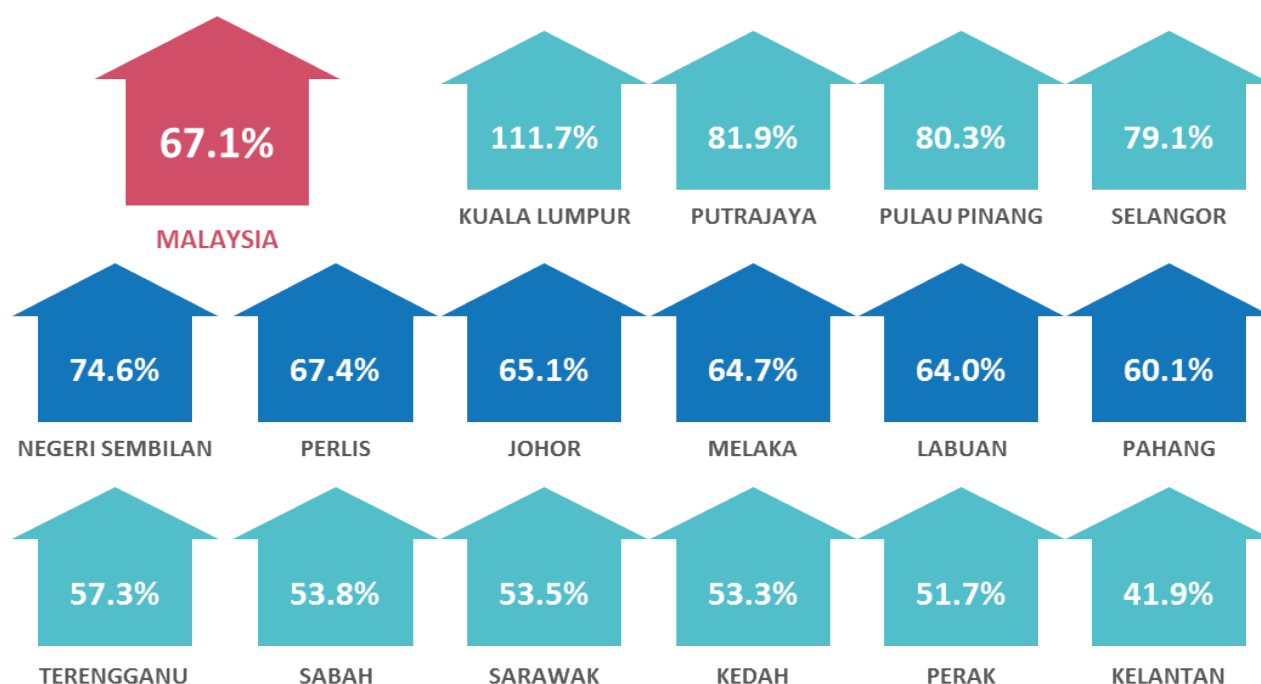 67.1%
MALAYSIA
111.7%
KUALA LUMPUR
81.9%
PUTRAJAYA
80.3%
PULAU PINANG
79.1%
SELANGOR
74.6%
NEGERI SEMBILAN
67.4%
PERLIS
65.1%
JOHOR
64.7%
MELAKA
64.0%
LABUAN
60.1%
PAHANG
57.3%
TERENGGANU
53.8%
SABAH
53.5%
SARAWAK
53.3%
KEDAH
51.7%
PERAK
41.9%
KELANTAN